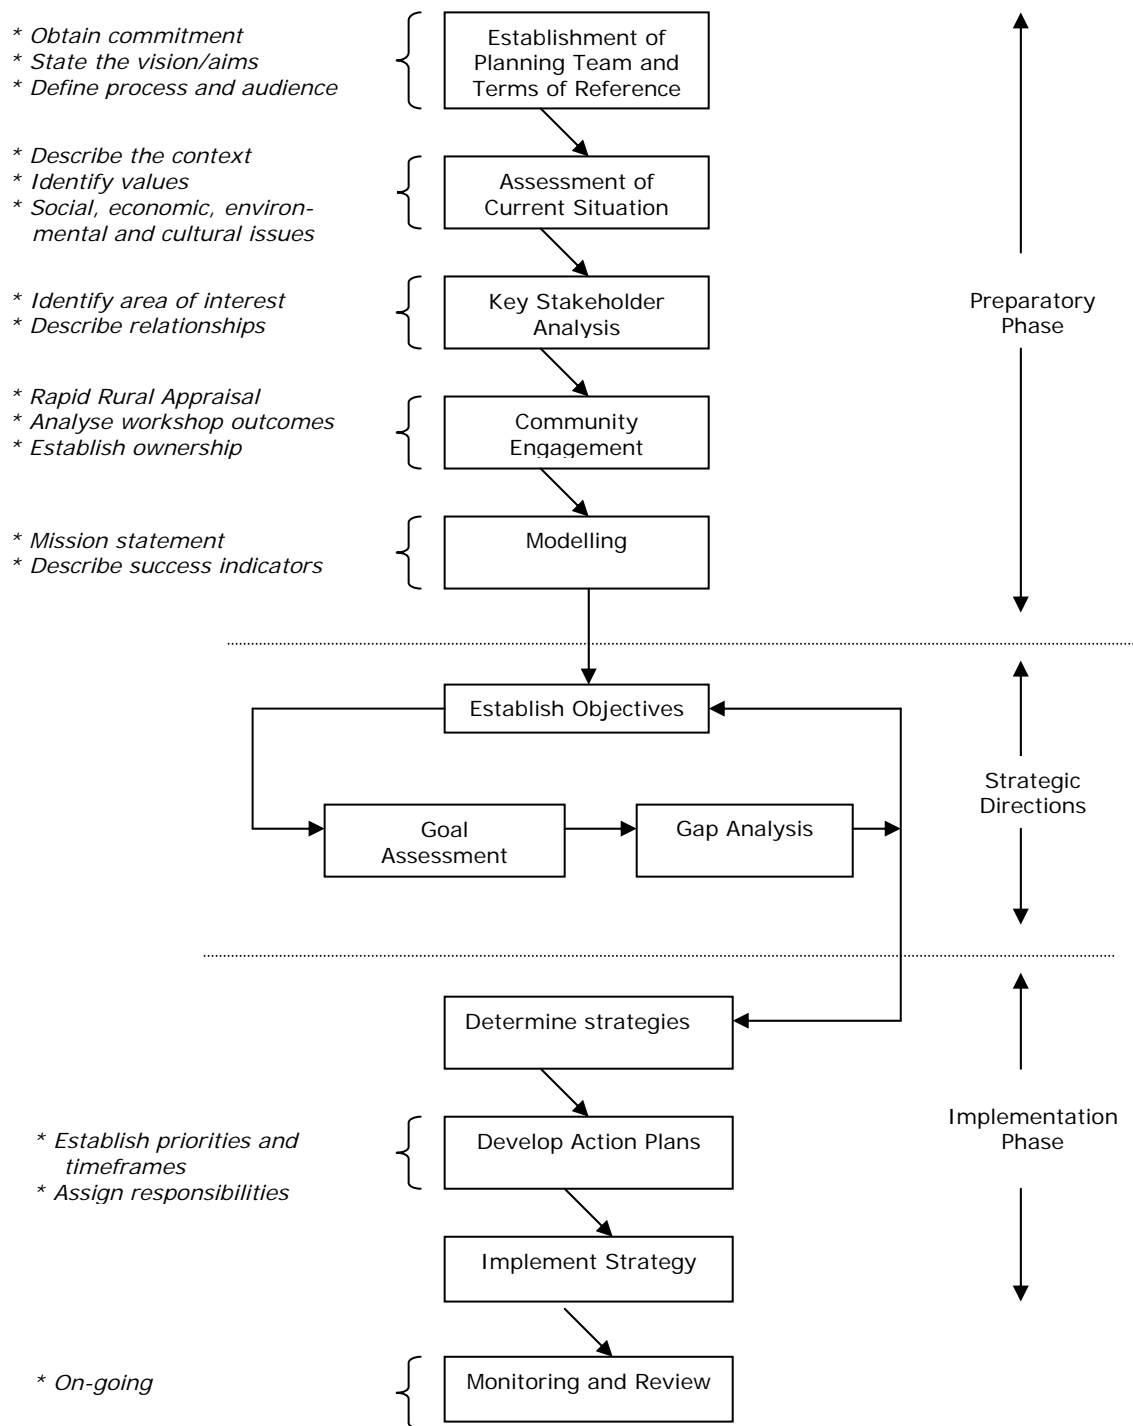 * Obtain commitment
* State the vision/aims
* Define process and audience
Establishment of
Planning Team and
Terms of Reference
* Describe the context
* Identify values
* Social, economic, environ-
mental and cultural issues
Assessment of
Current Situation
* Identify area of interest
* Describe relationships
Key Stakeholder
Analysis
Preparatory
Phase
* Rapid Rural Appraisal
* Analyse workshop outcomes
* Establish ownership
Community
Engagement
* Mission statement
* Describe success indicators
Modelling
Establish Objectives
Goal
Assessment
Gap Analysis
Strategic
Directions
Determine strategies
* Establish priorities and
timeframes
* Assign responsibilities
Develop Action Plans
Implementation
Phase
Implement Strategy
* On-going
Monitoring and Review